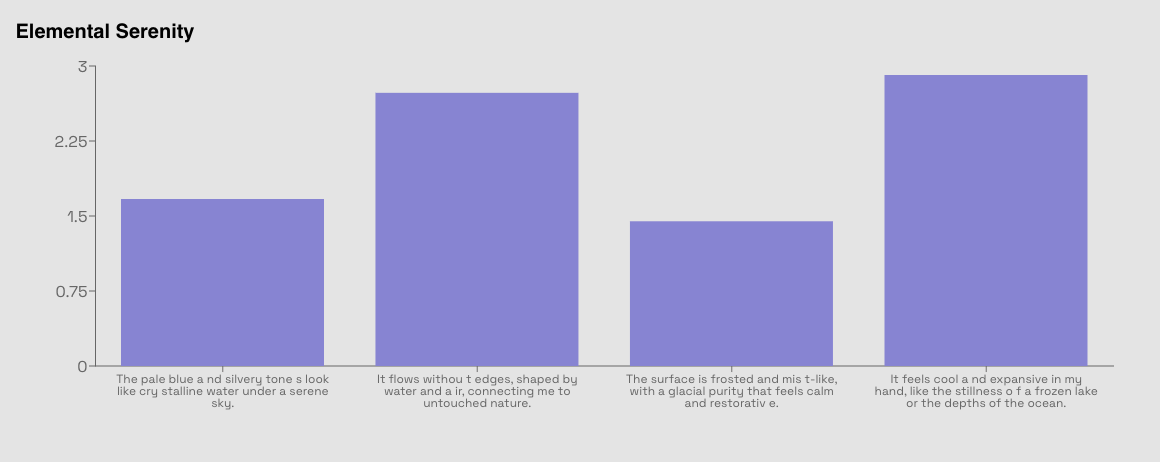 Elemental Serenity
3
2.25
1.5
0.75
0
The pale blue a nd silvery tone s look
like cry stalline water under a serene
sky.
It flows withou t edges, shaped by
water and a ir, connecting me to
untouched nature.
The surface is frosted and mis t-like,
with a glacial purity that feels calm
and restorativ e.
It feels cool a nd expansive in my
hand, like the stillness o f a frozen lake
or the depths of the ocean.